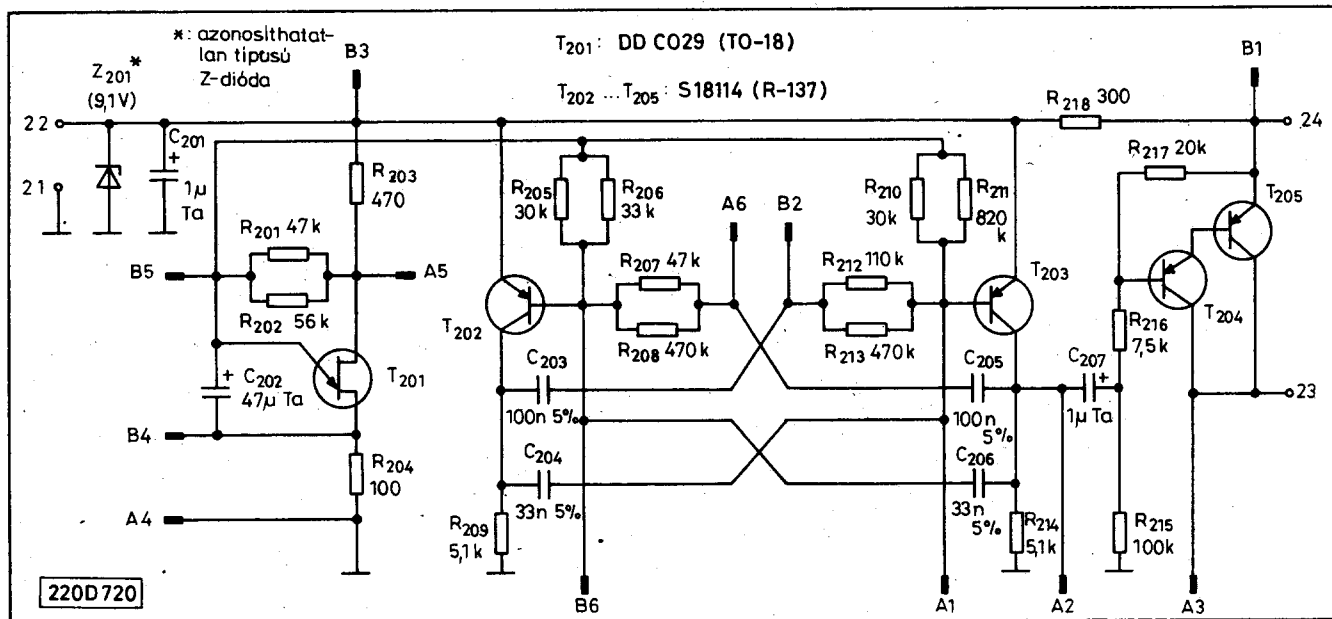 *: azonosíthatat-
lan típusú
Z-dióda
T201: DD C029 (TO-18)
T202 ...T205: S18114 (R-137)
Z201*
(9,1V)
B3
B1
22
21
24
23
C201
+
1µ
Ta
R203
470
R201 47k
R202 56k
B5
A5
C202
47µ Ta
+
T201
B4
R204
100
A4
R205
30k
R206
33k
A6
B2
R210
30k
R211
820
k
R207 47k
R208 470k
R212 110k
R213 470k
T202
T203
C203
100n 5%
C204
33n 5%
C205
100n
5%
C206
33n
5%
R209
5,1k
R214
5,1k
R218 300
R217 20k
T205
T204
R216
7,5k
C207
+
1µ Ta
R215
100k
220D720
B6
A1
A2
A3